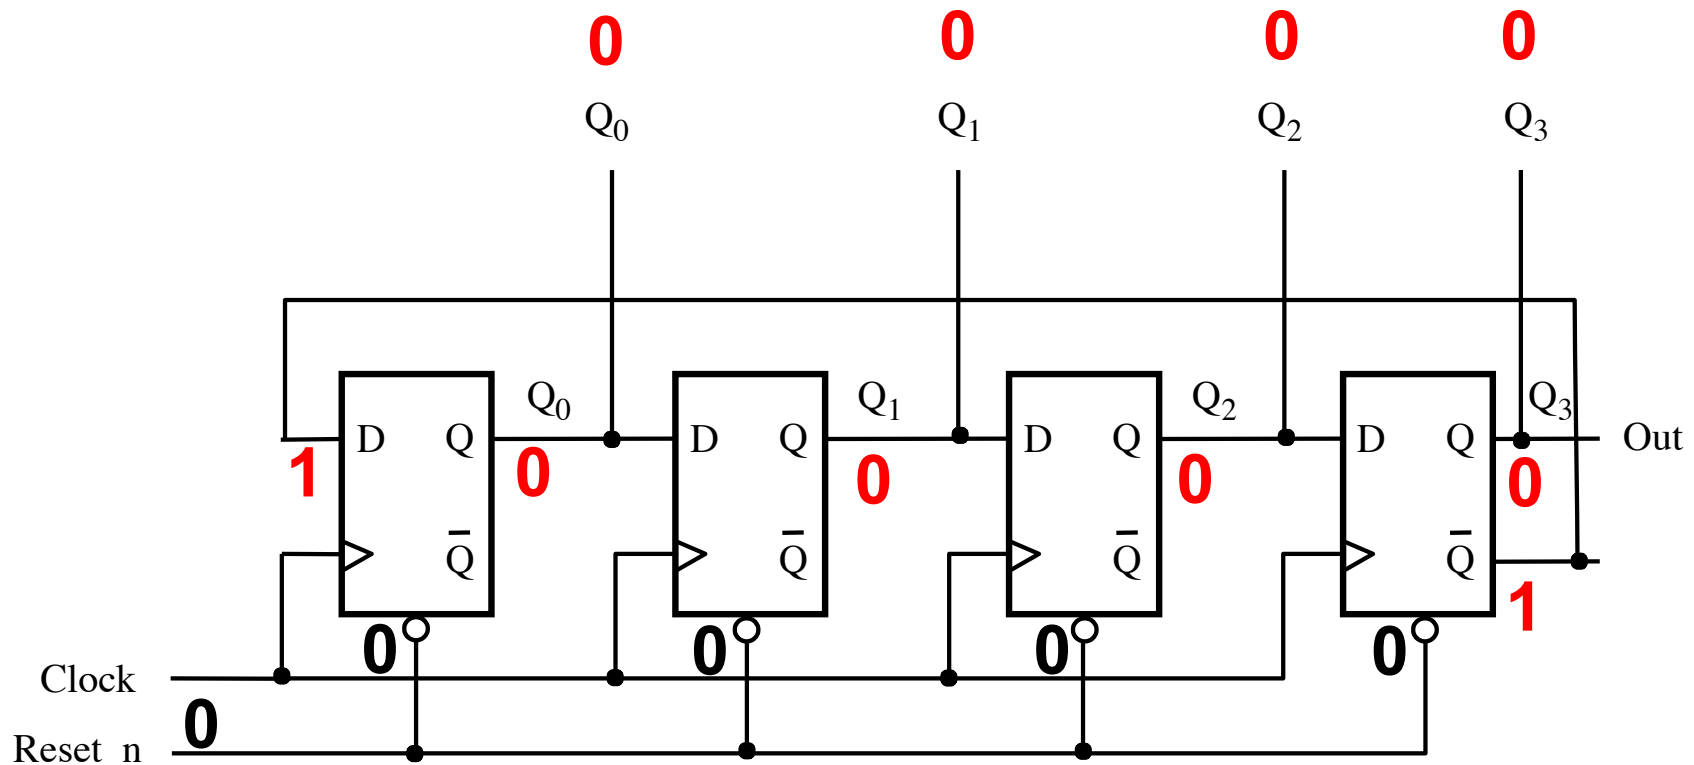 0 0 0 0
Q0 Q1 Q2 Q3
Q0 Q1 Q2 Q3
D Q D Q D Q D Q Out
1 0 0 0 0
Q̅ Q̅ Q̅ Q̅
1
0 0 0 0
Clock
0
Reset n